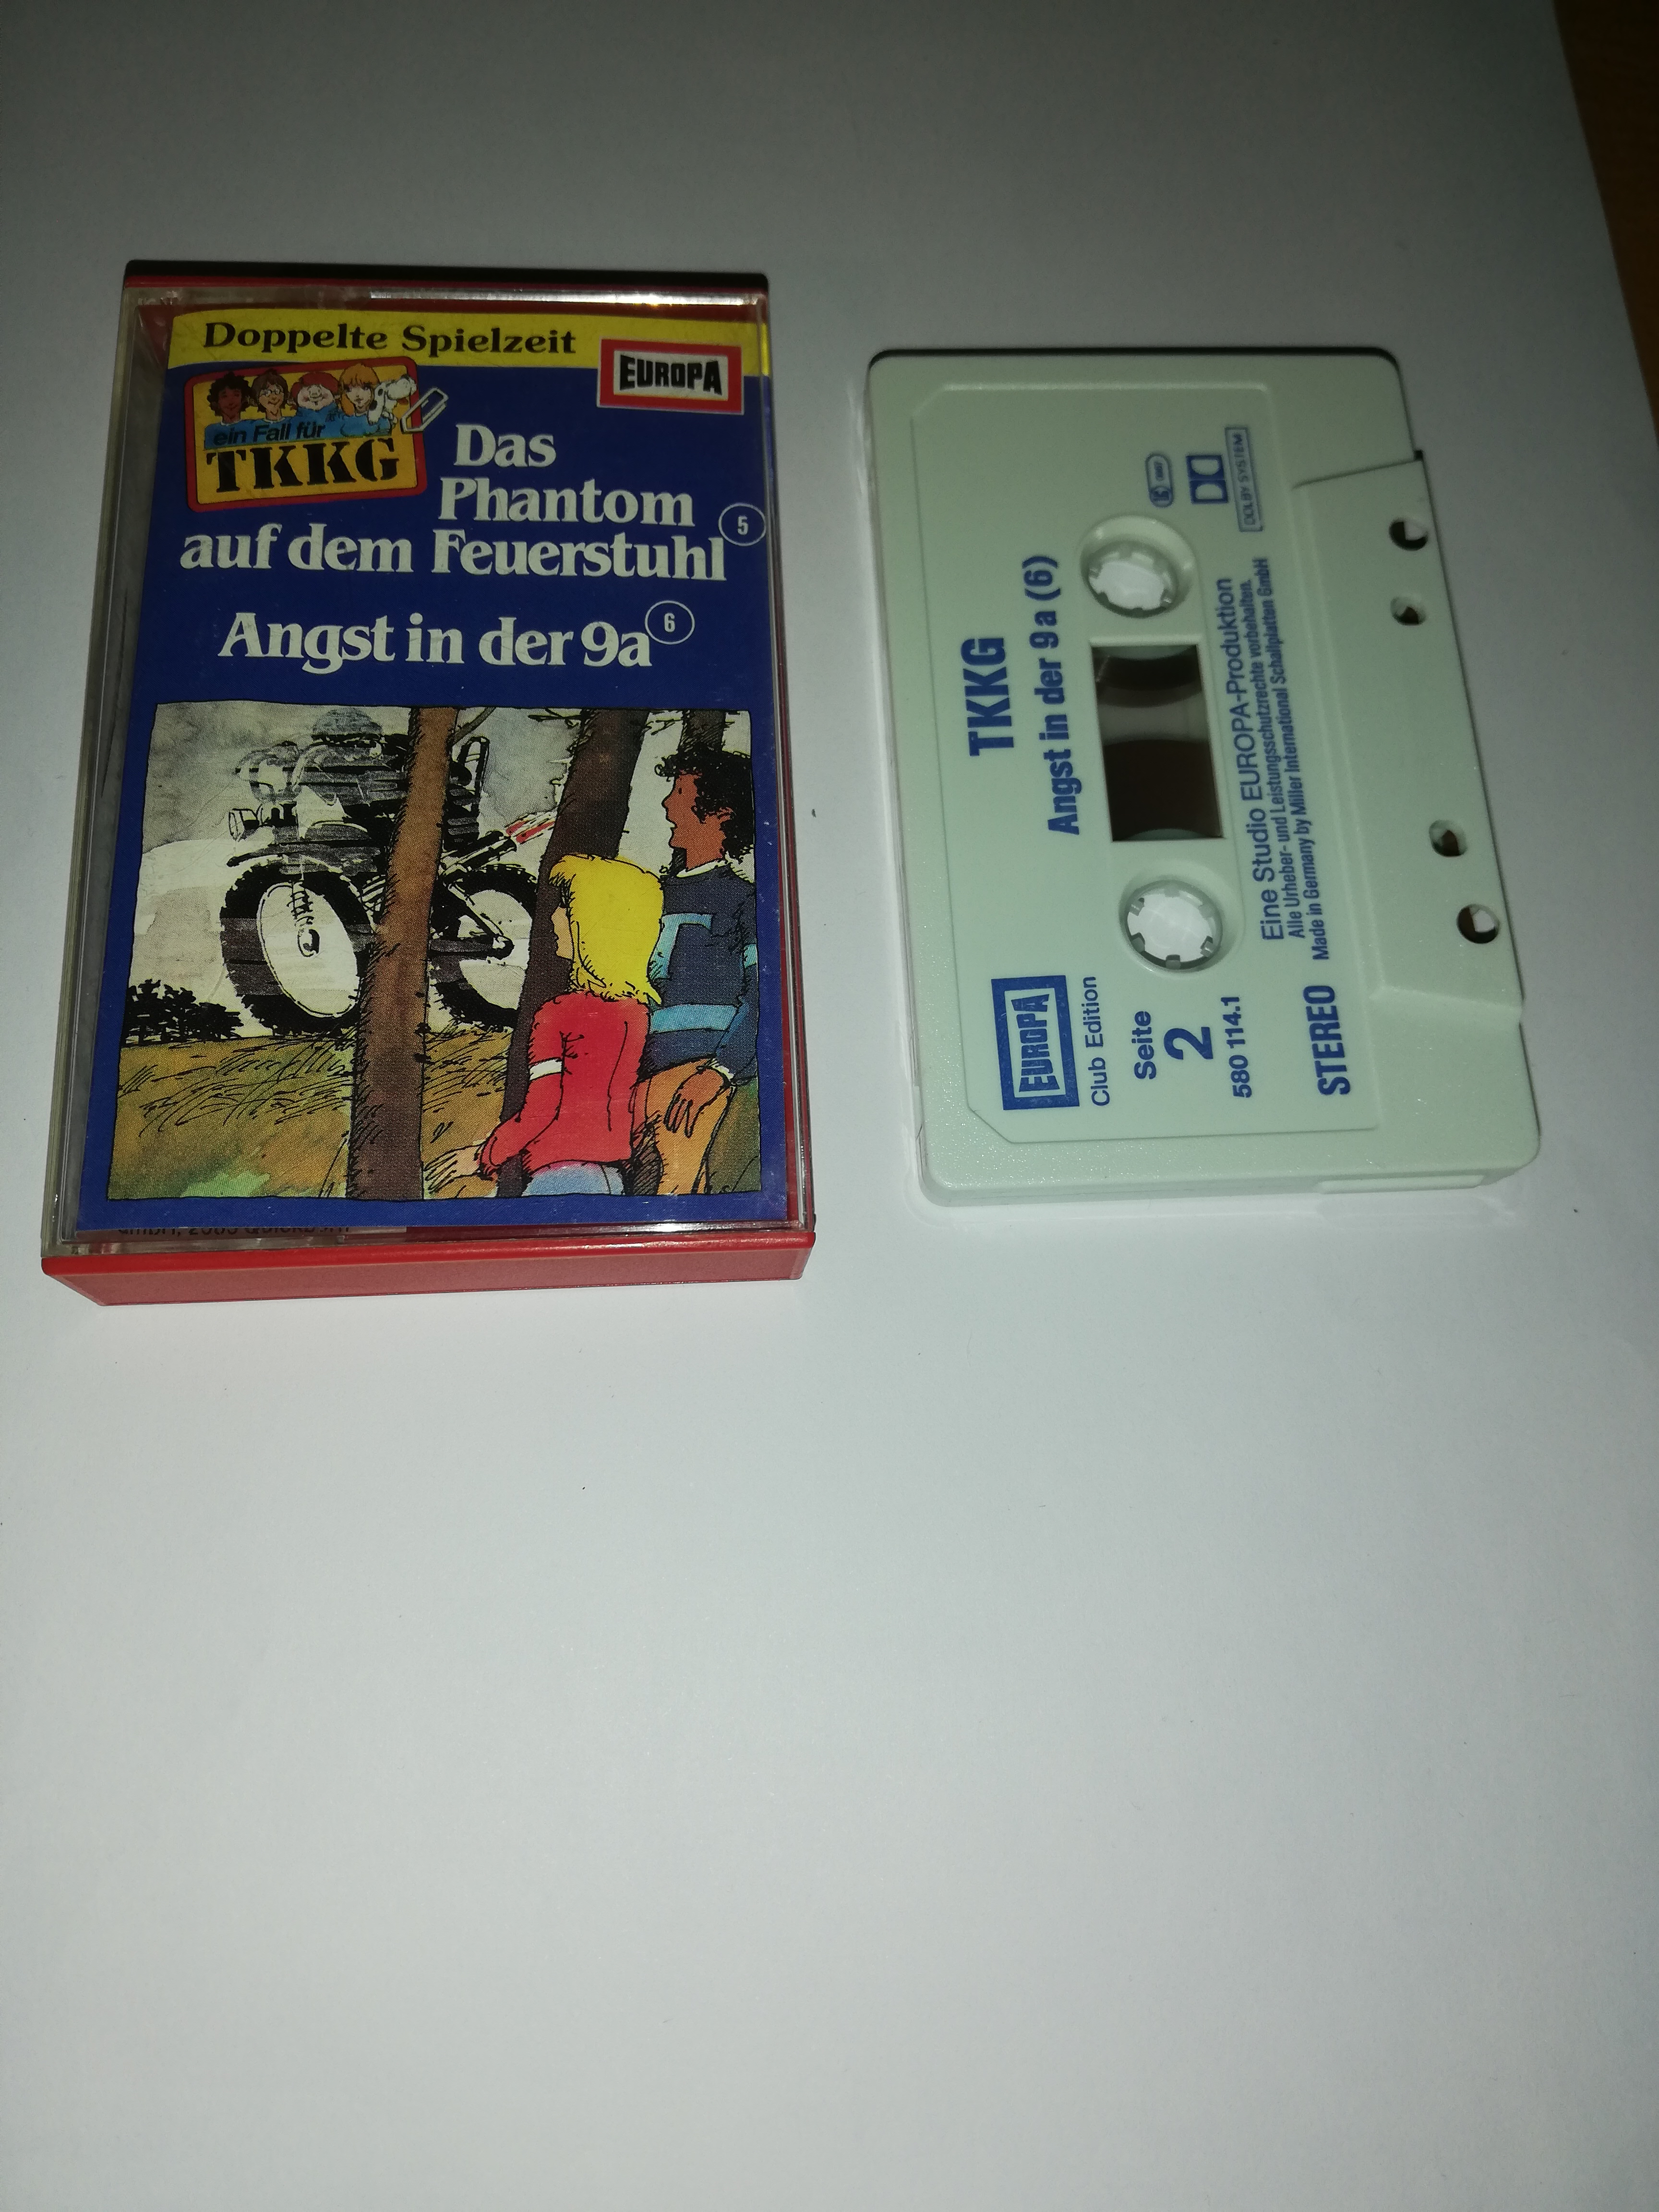 Doppelte Spielzeit
EUROPA
ein Fall für
TKKG
Das
Phantom
auf dem Feuerstuhl 5
Angst in der 9a 6
TKKG
Angst in der 9a (6)
EUROPA
Club Edition
Seite
2
580 114.1
DOLBY SYSTEM
Eine Studio EUROPA-Produktion
Alle Urheber- und Leistungsschutzrechte vorbehalten.
Made in Germany by Miller International Schallplatten GmbH
STEREO